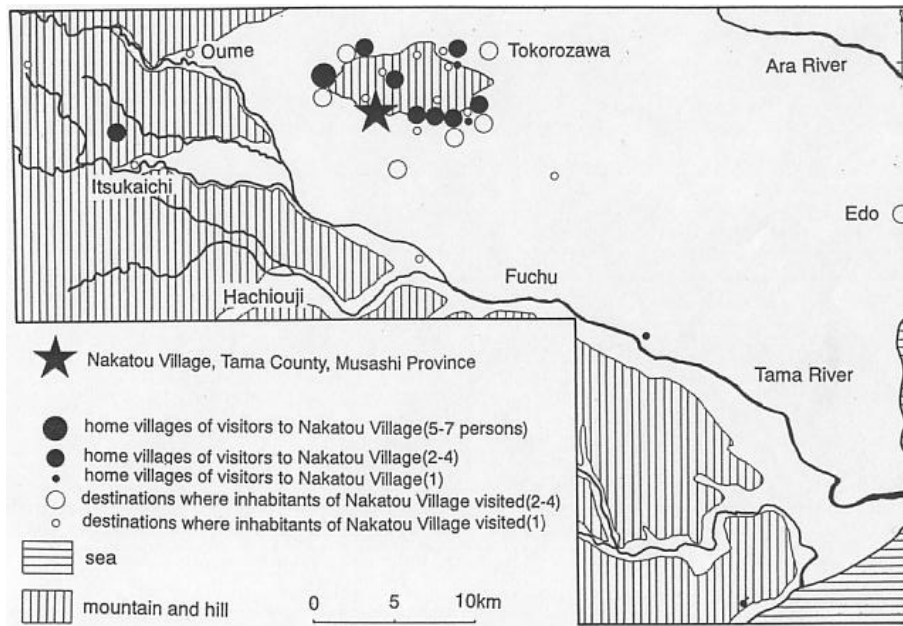 Oume
Tokorozawa
Ara River
Itsukaichi
Edo
Hachiouji
Fuchu
Tama River
Nakatou Village, Tama County, Musashi Province
home villages of visitors to Nakatou Village(5-7 persons)
home villages of visitors to Nakatou Village(2-4)
home villages of visitors to Nakatou Village(1)
destinations where inhabitants of Nakatou Village visited(2-4)
destinations where inhabitants of Nakatou Village visited(1)
sea
mountain and hill
0 5 10km